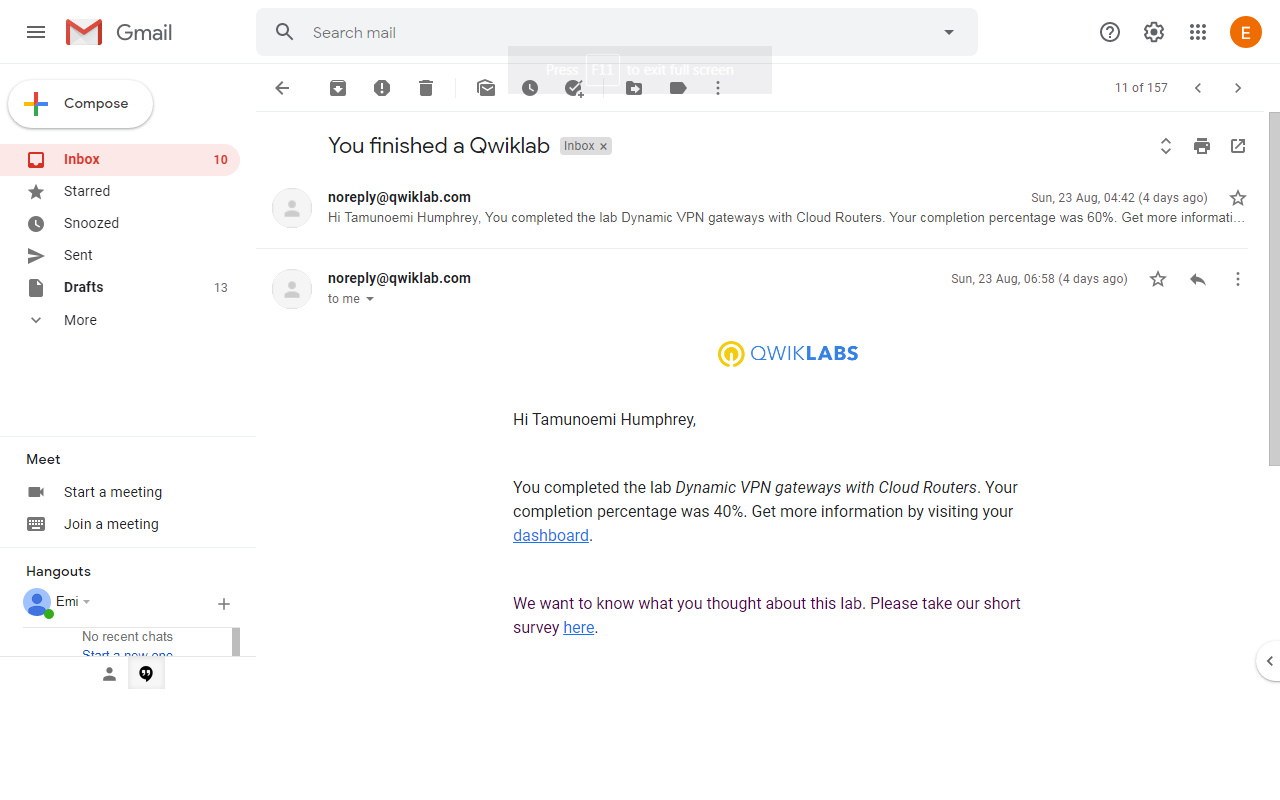 Gmail
Search mail
E
Press F11 to exit full screen
Compose
11 of 157
Inbox 10
Starred
Snoozed
Sent
Drafts 13
More
Meet
Start a meeting
Join a meeting
Hangouts
Emi
No recent chats
Start a new one
You finished a Qwiklab Inbox ×
noreply@qwiklab.com Sun, 23 Aug, 04:42 (4 days ago)
Hi Tamunoemi Humphrey, You completed the lab Dynamic VPN gateways with Cloud Routers. Your completion percentage was 60%. Get more informati…
noreply@qwiklab.com Sun, 23 Aug, 06:58 (4 days ago)
to me
QWIKLABS
Hi Tamunoemi Humphrey,
You completed the lab Dynamic VPN gateways with Cloud Routers. Your
completion percentage was 40%. Get more information by visiting your
dashboard.
We want to know what you thought about this lab. Please take our short
survey here.